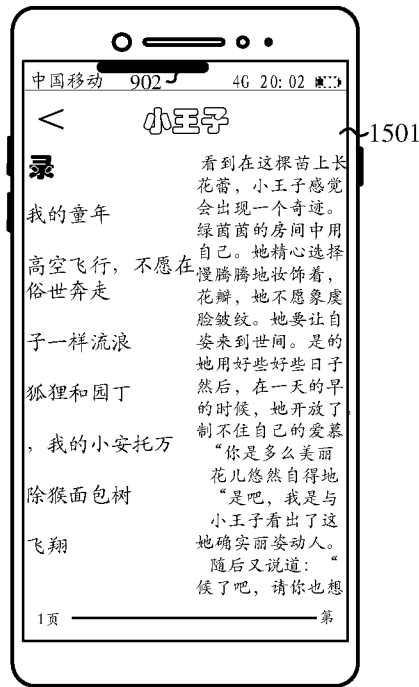 中国移动 902 4G 20:02
< 小王子
1501
录
我的童年
高空飞行，不愿在
俗世奔走
子一样流浪
狐狸和园丁
，我的小安托万
除猴面包树
飞翔
看到在这棵苗上长
花蕾，小王子感觉
会出现一个奇迹。
绿茵茵的房间中用
自己。她精心选择
慢腾腾地妆饰着，
花瓣，她不愿象虞
脸皱纹。她要让自
姿来到世间。是的
她用好些好些日子
然后，在一天的早
的时候，她开放了，
制不住自己的爱慕
“你是多么美丽
花儿悠然自得地
“是吧，我是与
小王子看出了这
她确实丽姿动人。
随后又说道：“
候了吧，请你也想
1页 第